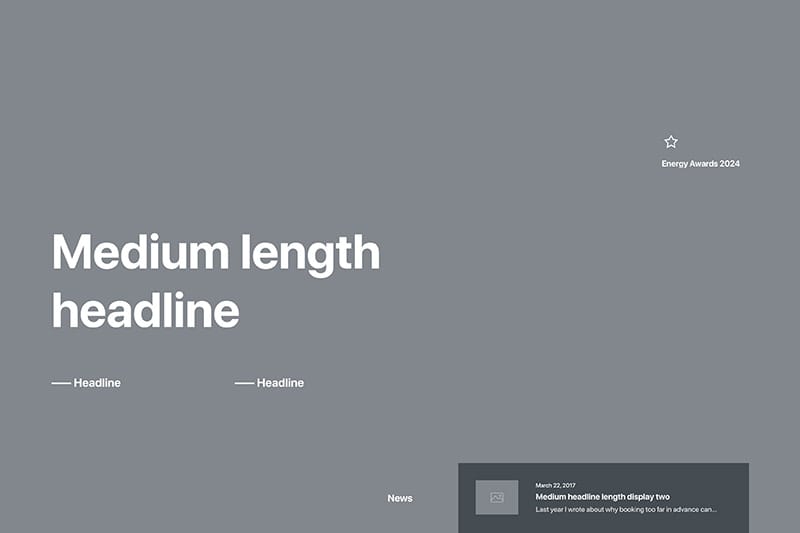 Energy Awards 2024
Medium length
headline
Headline
Headline
News
March 22, 2017
Medium headline length display two
Last year I wrote about why booking too far in advance can...